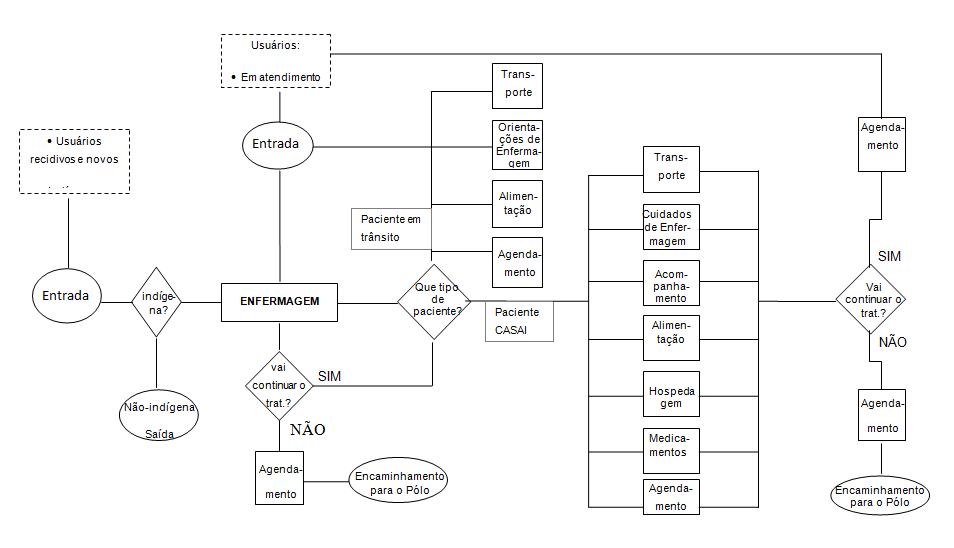 Usuários:
• Em atendimento
Entrada
• Usuários
recidivos e novos
Entrada
indíge-
na?
Não-indígena
Saída
ENFERMAGEM
vai
continuar o
trat.?
SIM
NÃO
Agenda-
mento
Encaminhamento
para o Pólo
Que tipo
de
paciente?
Paciente em
trânsito
Trans-
porte
Orienta-
ções de
Enferma-
gem
Alimen-
tação
Agenda-
mento
Paciente
CASAI
Trans-
porte
Cuidados
de Enfer-
magem
Acom-
panha-
mento
Alimen-
tação
Hospeda
gem
Medica-
mentos
Agenda-
mento
Vai
continuar o
trat.?
SIM
Agenda-
mento
NÃO
Agenda-
mento
Encaminhamento
para o Pólo